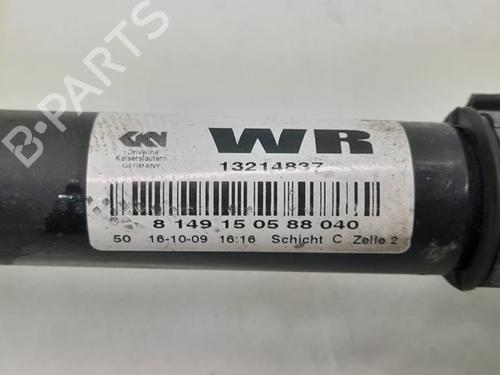 GKN
Driveline
Kaiserslautern
GERMANY
WR
13214837
8 149 15 05 88 040
50 16-10-09 16:16 Schicht C Zelle 2
B-PARTS